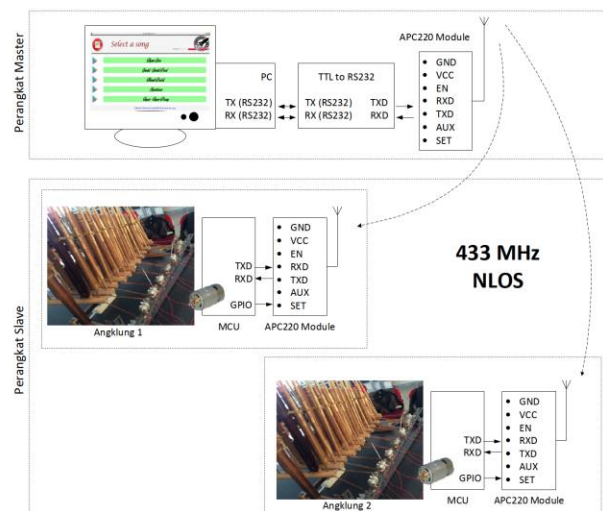 Perangkat Master
Select a song
PC
TX (RS232)
RX (RS232)
TTL to RS232
TX (RS232) TXD
RX (RS232) RXD
APC220 Module
GND
VCC
EN
RXD
TXD
AUX
SET
Perangkat Slave
433 MHz
NLOS
Angklung 1
TXD
RXD
GPIO
MCU
GND
VCC
EN
RXD
TXD
AUX
SET
APC220 Module
Angklung 2
TXD
RXD
GPIO
MCU
GND
VCC
EN
RXD
TXD
AUX
SET
APC220 Module